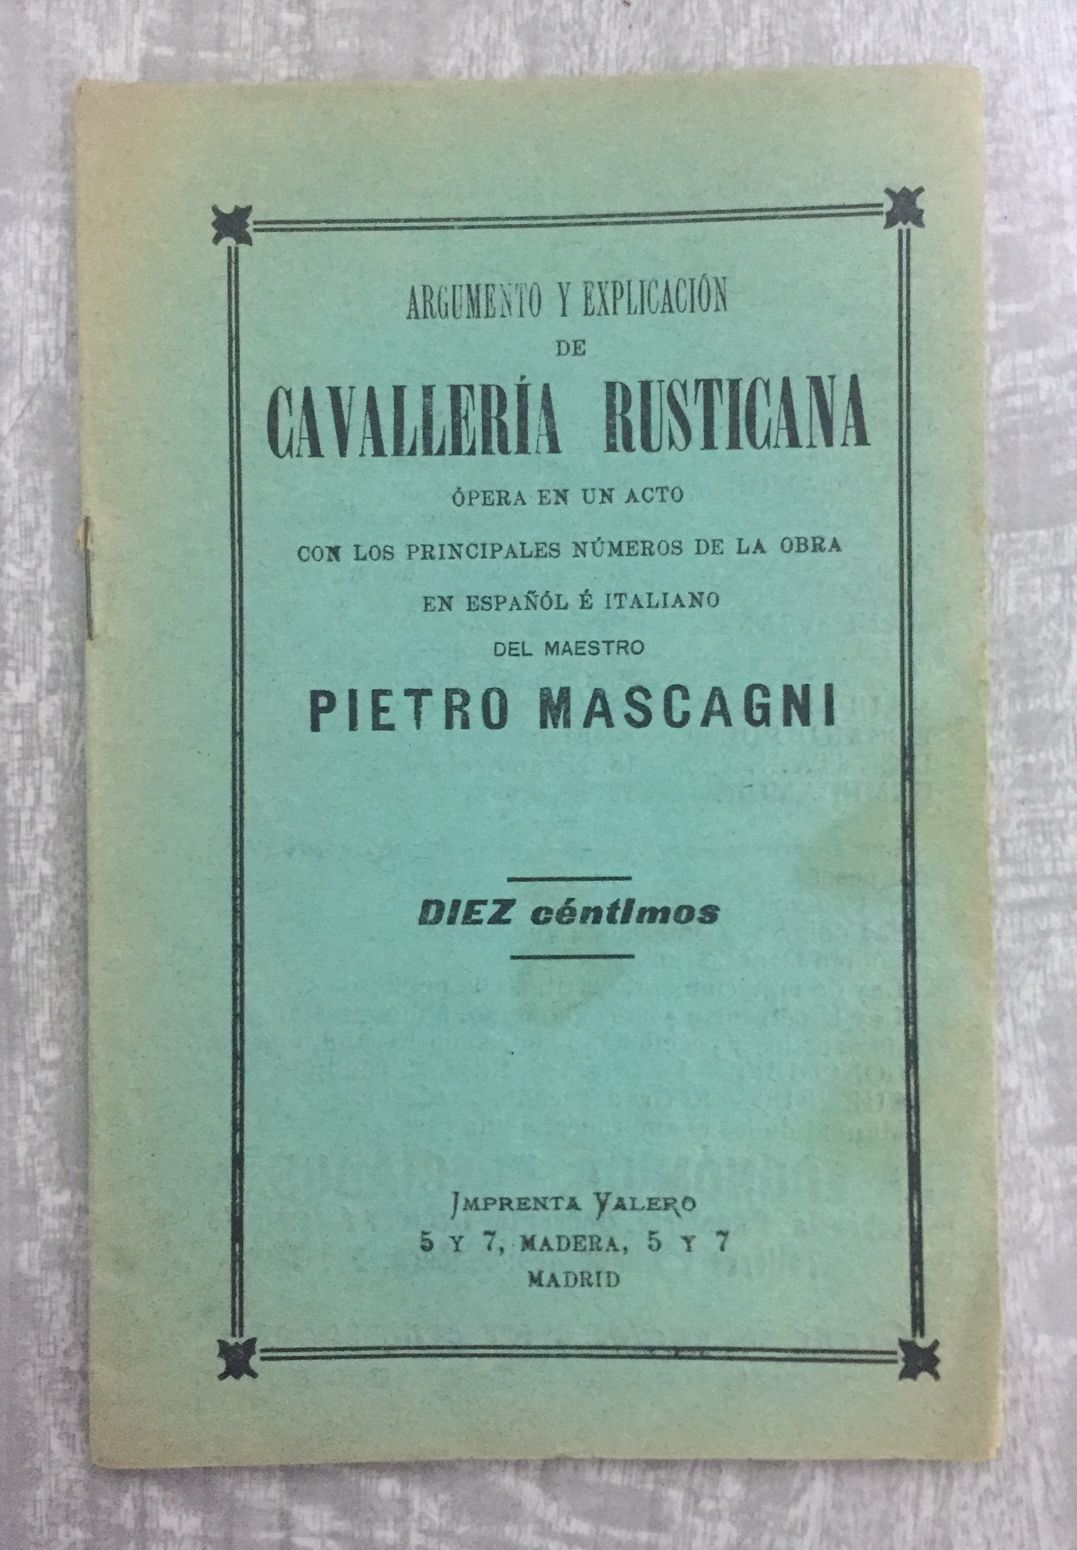 ARGUMENTO Y EXPLICACIÓN
DE
CAVALLERÍA RUSTICANA
ÓPERA EN UN ACTO
CON LOS PRINCIPALES NÚMEROS DE LA OBRA
EN ESPAÑÓL É ITALIANO
DEL MAESTRO
PIETRO MASCAGNI
DIEZ céntImos
IMPRENTA VALERO
5 Y 7, MADERA, 5 Y 7
MADRID